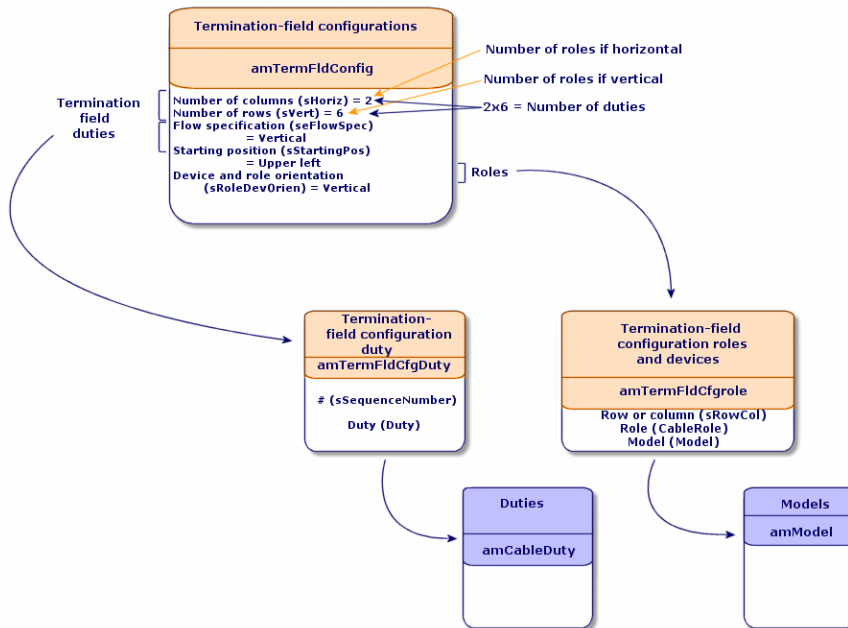 Termination-field configurations
amTermFldConfig
Number of columns (sHoriz) = 2
Number of rows (sVert) = 6
Flow specification (seFlowSpec)
= Vertical
Starting position (sStartingPos)
= Upper left
Device and role orientation
(sRoleDevOrien) = Vertical
Number of roles if horizontal
Number of roles if vertical
2x6 = Number of duties
Termination
field
duties
Roles
Termination-
field configuration
duty
amTermFldCfgDuty
# (sSequenceNumber)
Duty (Duty)
Termination-field
configuration roles
and devices
amTermFldCfgrole
Row or column (sRowCol)
Role (CableRole)
Model (Model)
Duties
amCableDuty
Models
amModel